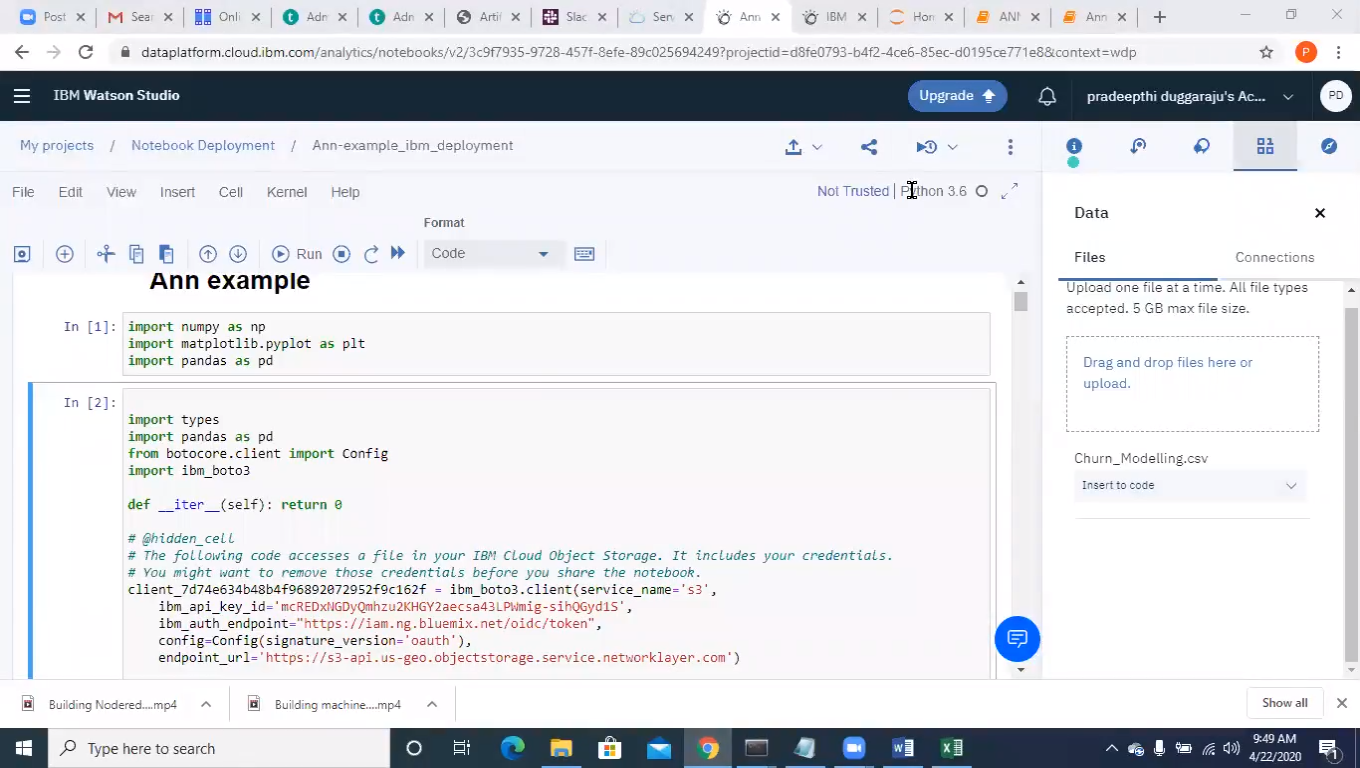 Post
Sear
Onli
Adn
Adn
Artif
Slac
Serv
Ann
IBM
Hon
ANN
Ann
dataplatform.cloud.ibm.com/analytics/notebooks/v2/3c9f7935-9728-457f-8efe-89c025694249?projectid=d8fe0793-b4f2-4ce6-85ec-d0195ce771e8&context=wdp
P
IBM Watson Studio
Upgrade
pradeepthi duggaraju's Ac...
PD
My projects / Notebook Deployment / Ann-example_ibm_deployment
File Edit View Insert Cell Kernel Help
Not Trusted | Python 3.6
Format
Run
Code
Ann example
In [1]:
import numpy as np
import matplotlib.pyplot as plt
import pandas as pd
In [2]:
import types
import pandas as pd
from botocore.client import Config
import ibm_boto3
def __iter__(self): return 0
# @hidden_cell
# The following code accesses a file in your IBM Cloud Object Storage. It includes your credentials.
# You might want to remove those credentials before you share the notebook.
client_7d74e634b48b4f96892072952f9c162f = ibm_boto3.client(service_name='s3',
ibm_api_key_id='mcREDxNGDyQmhzu2KHGY2aecsa43LPWmig-sihQGyd1S',
ibm_auth_endpoint="https://iam.ng.bluemix.net/oidc/token",
config=Config(signature_version='oauth'),
endpoint_url='https://s3-api.us-geo.objectstorage.service.networklayer.com')
Data
Files
Connections
Upload one file at a time. All file types
accepted. 5 GB max file size.
Drag and drop files here or
upload.
Churn_Modelling.csv
Insert to code
Building Nodered....mp4
Building machine....mp4
Show all
Type here to search
9:49 AM
4/22/2020
1